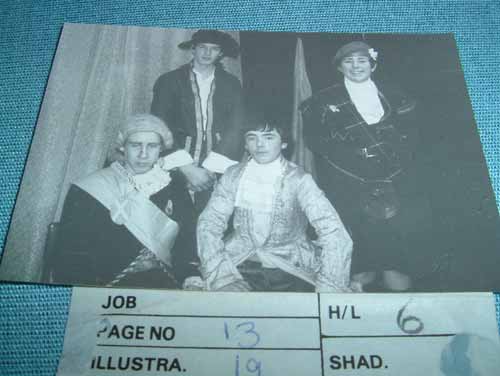 JOB
H/L 6
PAGE NO 13
ILLUSTRA. 19
SHAD.